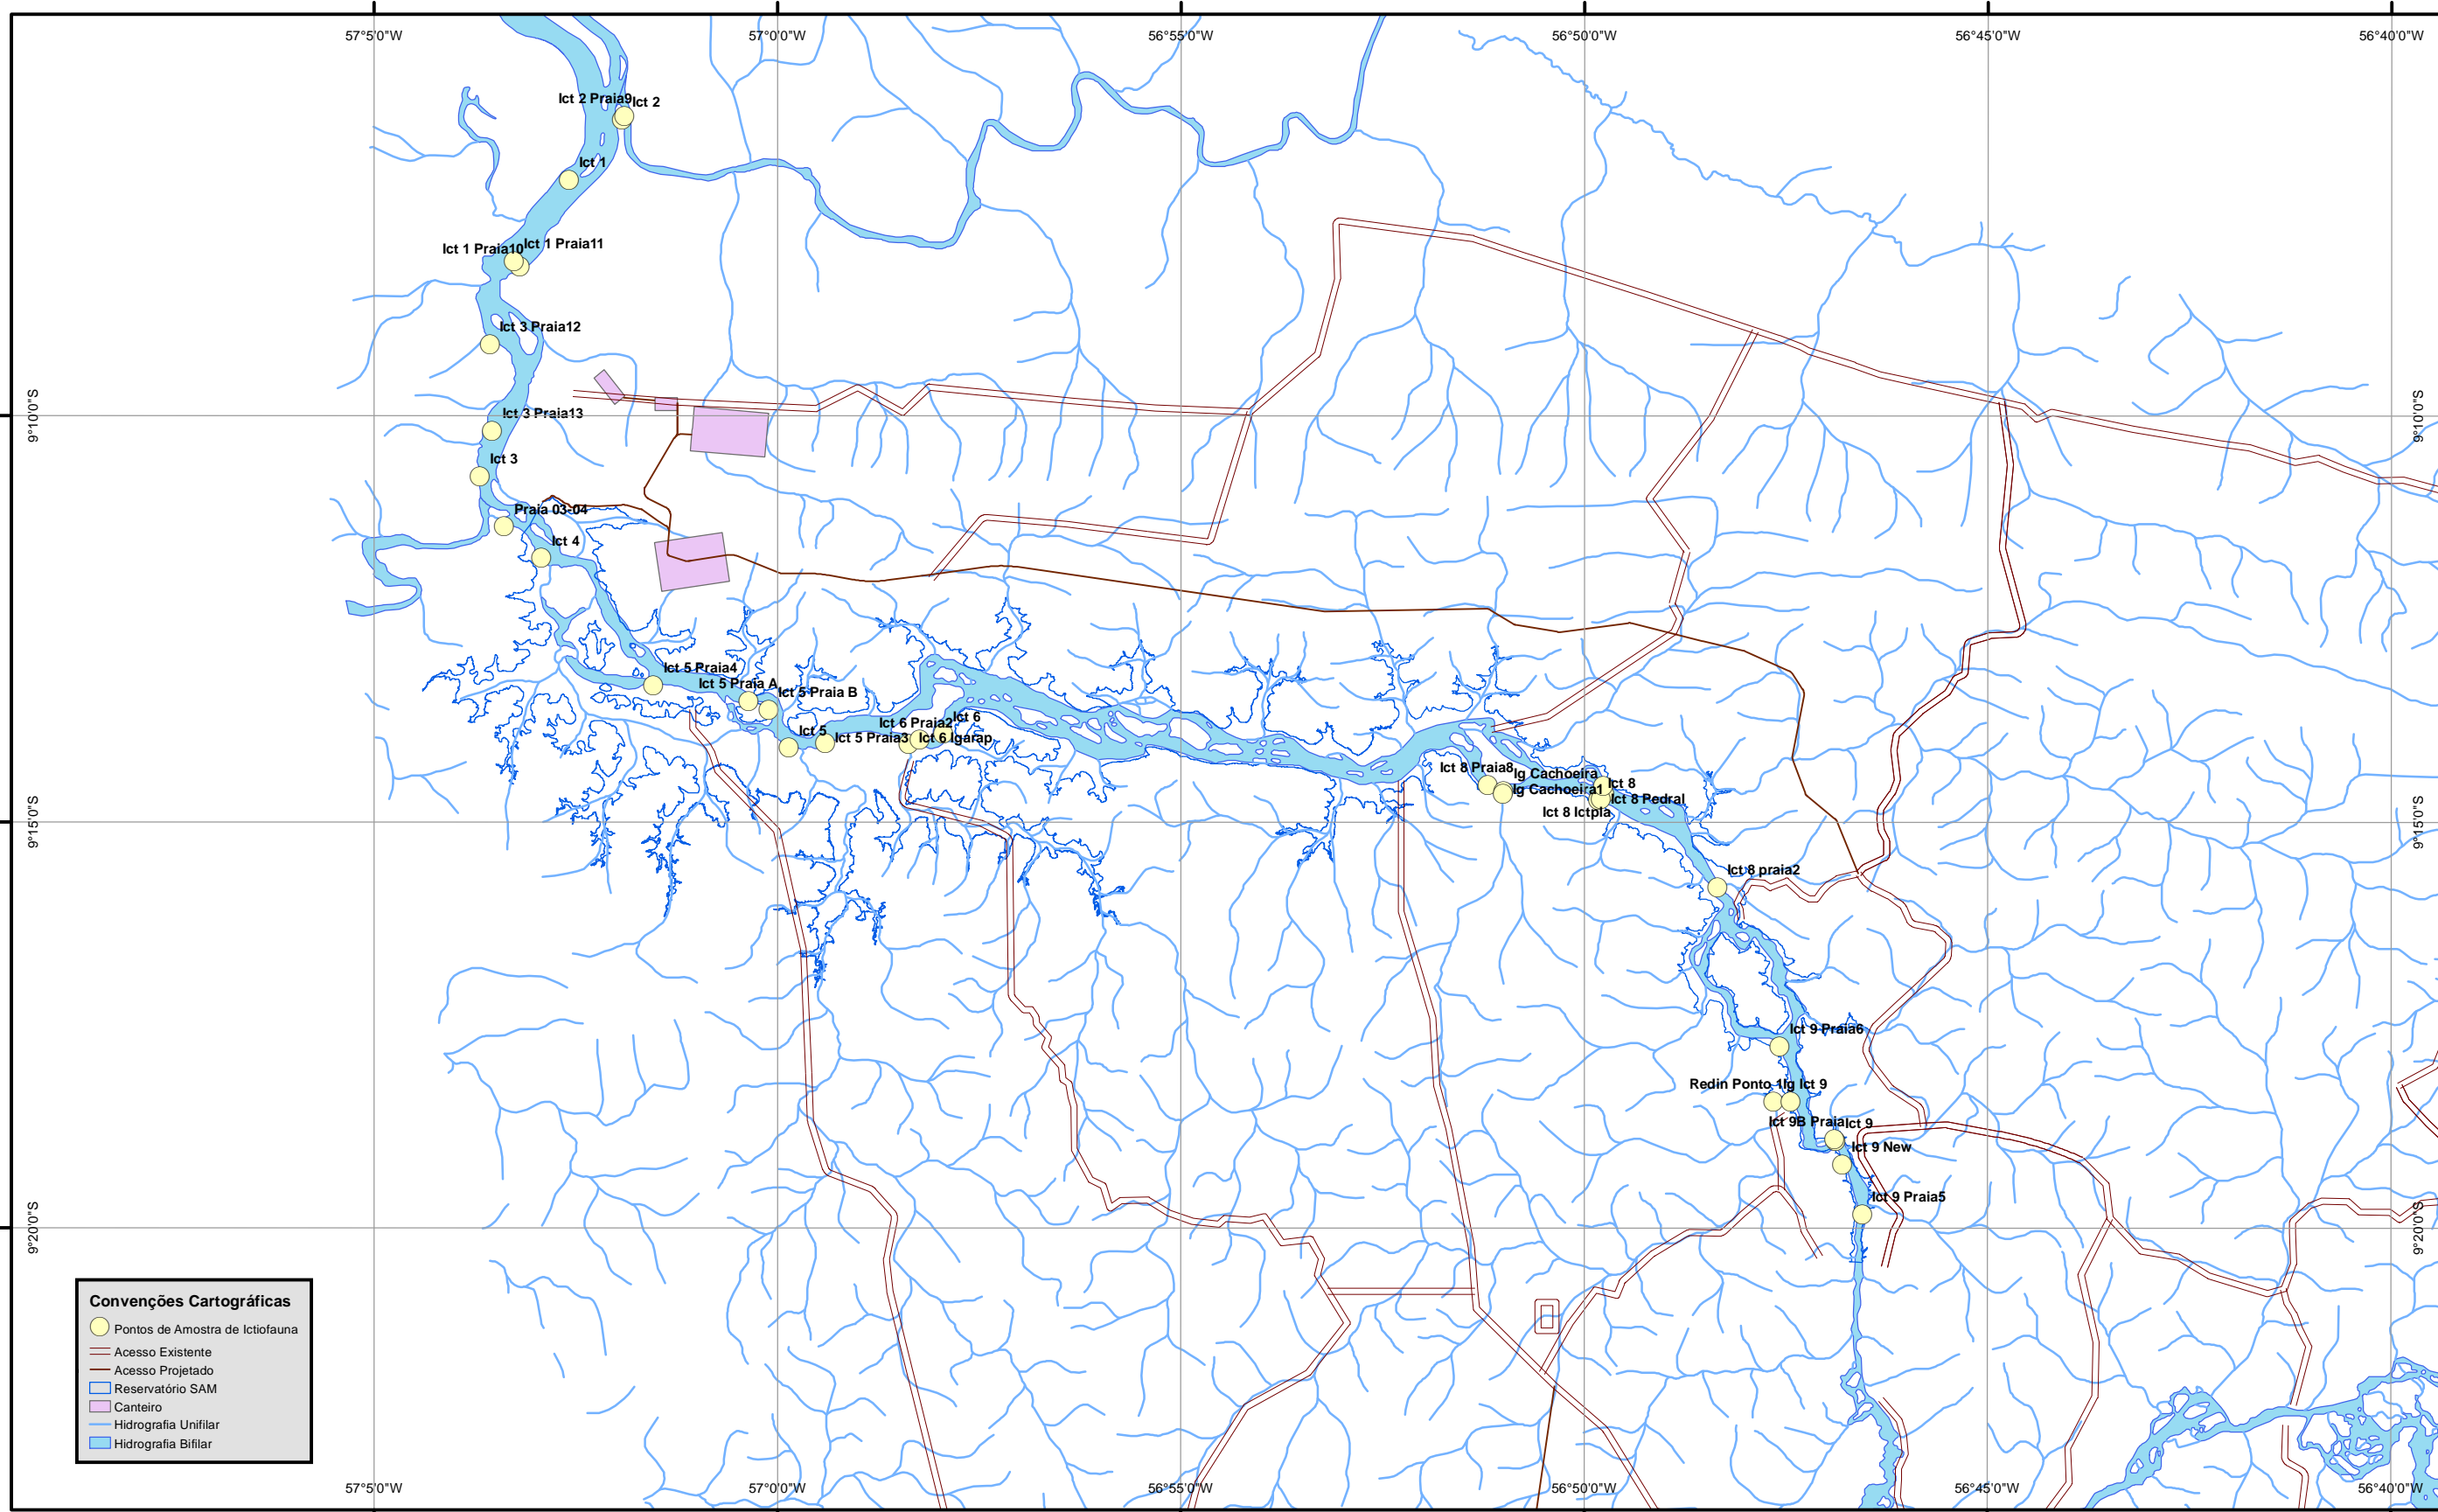 57°5'0"W
57°0'0"W
56°55'0"W
56°50'0"W
56°45'0"W
56°40'0"W
Ict 2 Praia9
Ict 2
Ict 1
Ict 1 Praia10
Ict 1 Praia11
Ict 3 Praia12
9°10'0"S
9°10'0"S
Ict 3 Praia13
Ict 3
Praia 03-04
Ict 4
Ict 5 Praia4
Ict 5 Praia A
Ict 5 Praia B
Ict 5
Ict 5 Praia3
Ict 6 Praia2
Ict 6
Ict 6 Igarap
Ict 8 Praia8
Ig Cachoeira
Ig Cachoeira1
Ict 8
Ict 8 Pedral
Ict 8 Ictpla
9°15'0"S
9°15'0"S
Ict 8 praia2
Ict 9 Praia6
Redin Ponto 1
Ig Ict 9
Ict 9B Praia
Ict 9
Ict 9 New
Ict 9 Praia5
9°20'0"S
9°20'0"S
Convenções Cartográficas
Pontos de Amostra de Ictiofauna
Acesso Existente
Acesso Projetado
Reservatório SAM
Canteiro
Hidrografia Unifilar
Hidrografia Bifilar
57°5'0"W
57°0'0"W
56°55'0"W
56°50'0"W
56°45'0"W
56°40'0"W